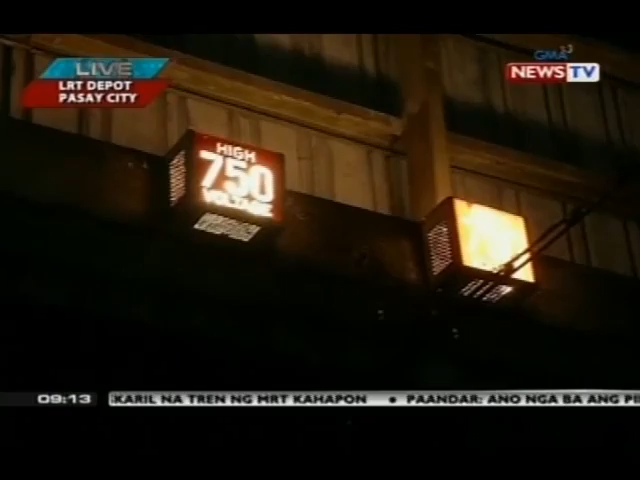 LIVE
LRT DEPOT
PASAY CITY
GMA
NEWS TV
HIGH
750
VOLTAGE
09:13
KARIL NA TREN NG MRT KAHAPON • PAANDAR: ANO NGA BA ANG